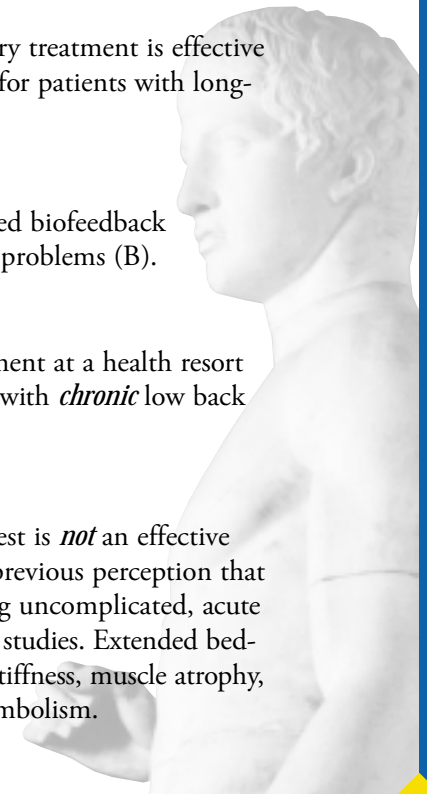 ry treatment is effective
for patients with long-
ed biofeedback
problems (B).
ment at a health resort
with chronic low back
est is not an effective
previous perception that
g uncomplicated, acute
studies. Extended bed-
tiffness, muscle atrophy,
mbolism.